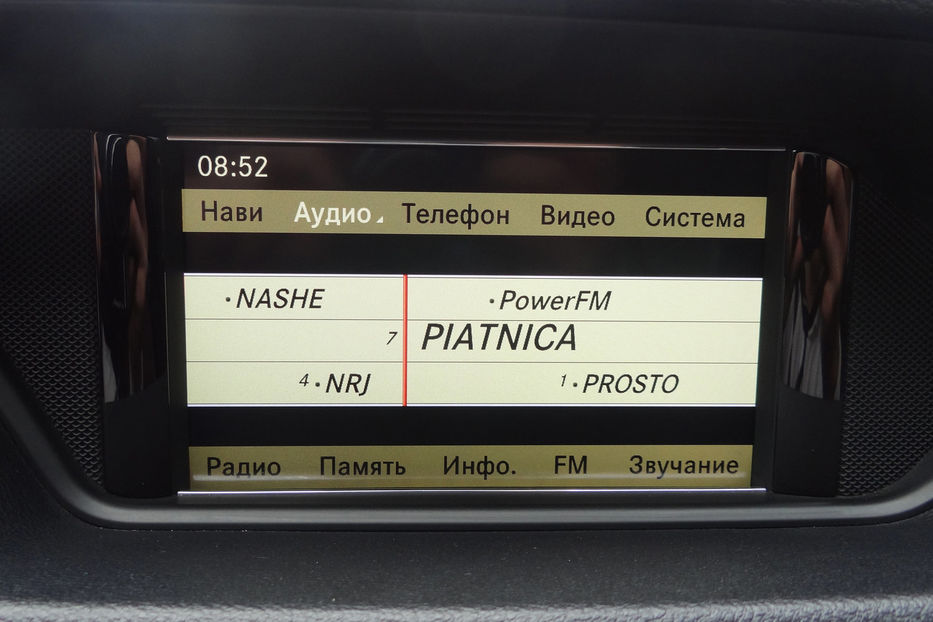 08:52
Нави Аудио Телефон Видео Система
•NASHE •PowerFM
7 PIATNICA
4•NRJ 1•PROSTO
Радио Память Инфо. FM Звучание